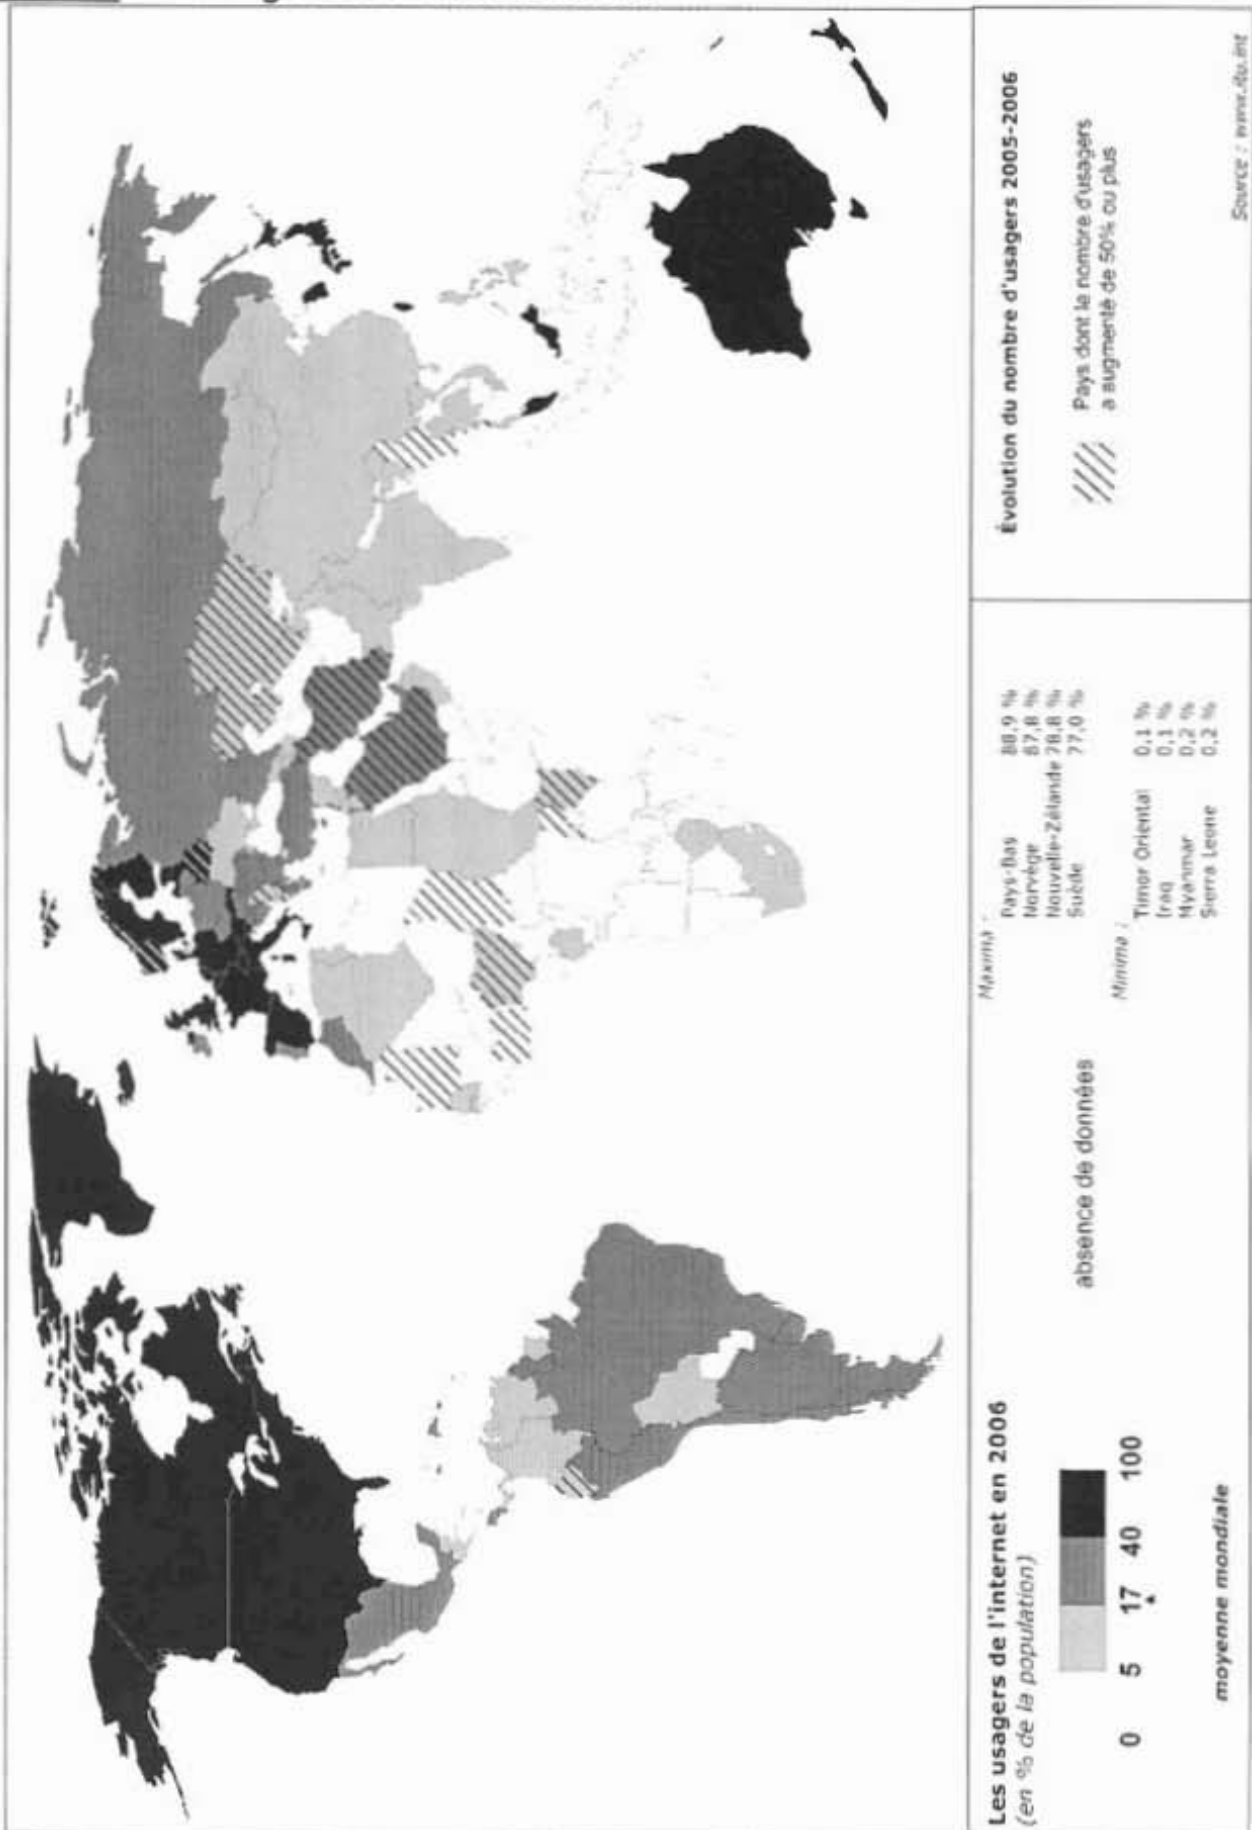 Les usagers de l'internet en 2006
(en % de la population)
0 5 17 40 100
moyenne mondiale
absence de données
Maxima :
Pays-Bas 88,9 %
Norvège 87,8 %
Nouvelle-Zélande 78,8 %
Suède 77,0 %
Minima :
Timor Oriental 0,1 %
Iraq 0,1 %
Myanmar 0,2 %
Sierra Leone 0,2 %
Évolution du nombre d'usagers 2005-2006
Pays dont le nombre d'usagers
a augmenté de 50% ou plus
Source : www.itu.int